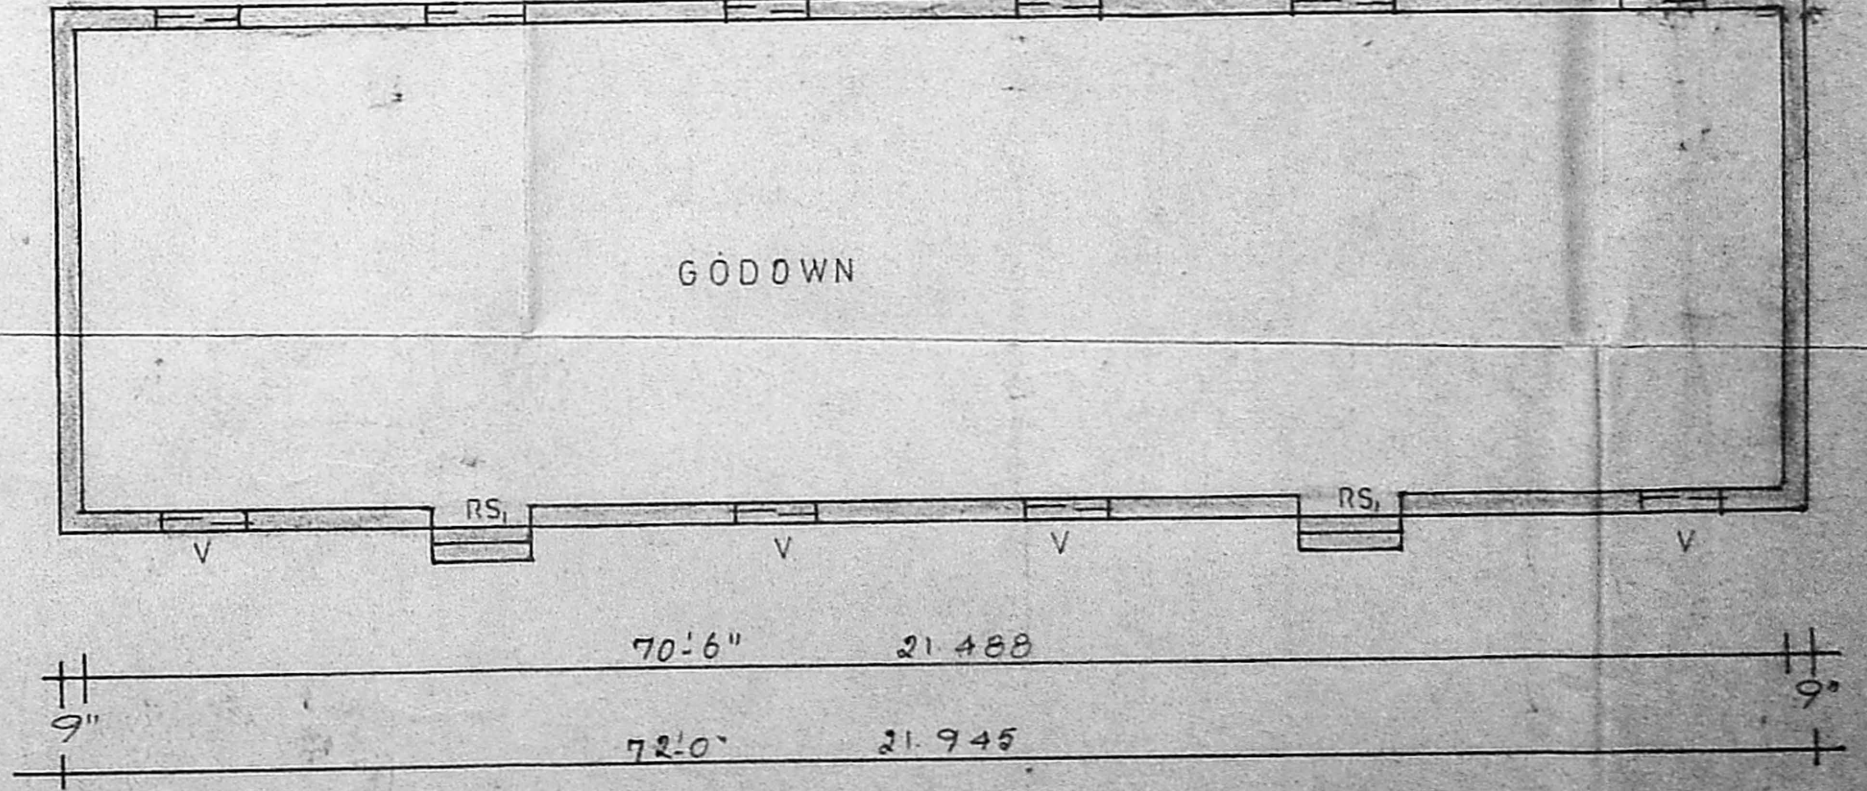 GODOWN
RS₁ RS₁
V V V V
70'-6" 21.488
9" 9"
72'-0" 21.945